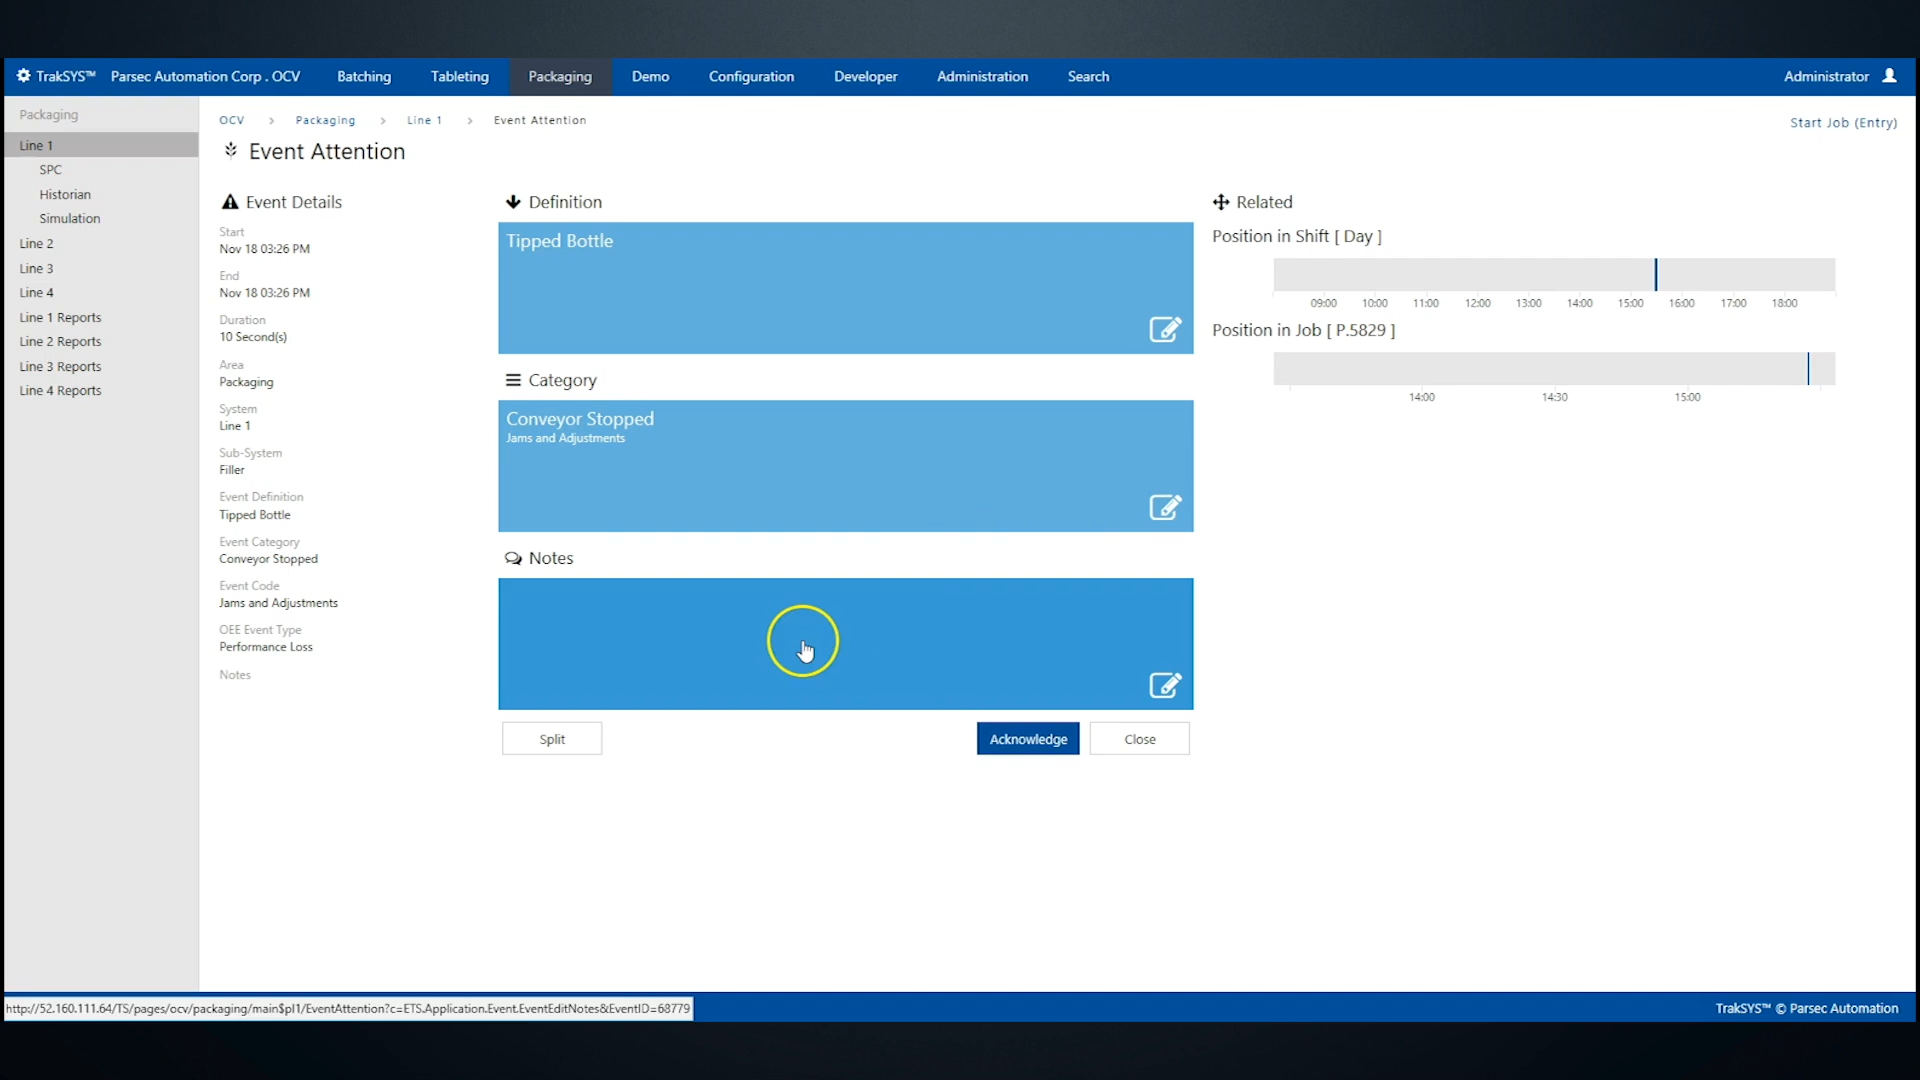 TrakSYS™ Parsec Automation Corp . OCV Batching Tableting Packaging Demo Configuration Developer Administration Search Administrator
Packaging
Line 1
SPC
Historian
Simulation
Line 2
Line 3
Line 4
Line 1 Reports
Line 2 Reports
Line 3 Reports
Line 4 Reports
OCV > Packaging > Line 1 > Event Attention
Start Job (Entry)
Event Attention
Event Details
Start
Nov 18 03:26 PM
End
Nov 18 03:26 PM
Duration
10 Second(s)
Area
Packaging
System
Line 1
Sub-System
Filler
Event Definition
Tipped Bottle
Event Category
Conveyor Stopped
Event Code
Jams and Adjustments
OEE Event Type
Performance Loss
Notes
Definition
Tipped Bottle
Category
Conveyor Stopped
Jams and Adjustments
Notes
Split Acknowledge Close
Related
Position in Shift [ Day ]
09:00 10:00 11:00 12:00 13:00 14:00 15:00 16:00 17:00 18:00
Position in Job [ P.5829 ]
14:00 14:30 15:00
http://52.160.111.64/TS/pages/ocv/packaging/main$pl1/EventAttention?c=ETS.Application.Event.EventEditNotes&EventID=68779
TrakSYS™ © Parsec Automation